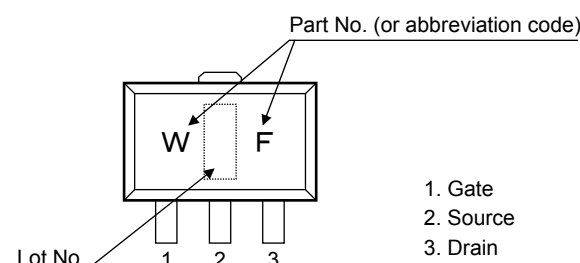 Part No. (or abbreviation code)
W F
1. Gate
2. Source
3. Drain
Lot No.
1 2 3